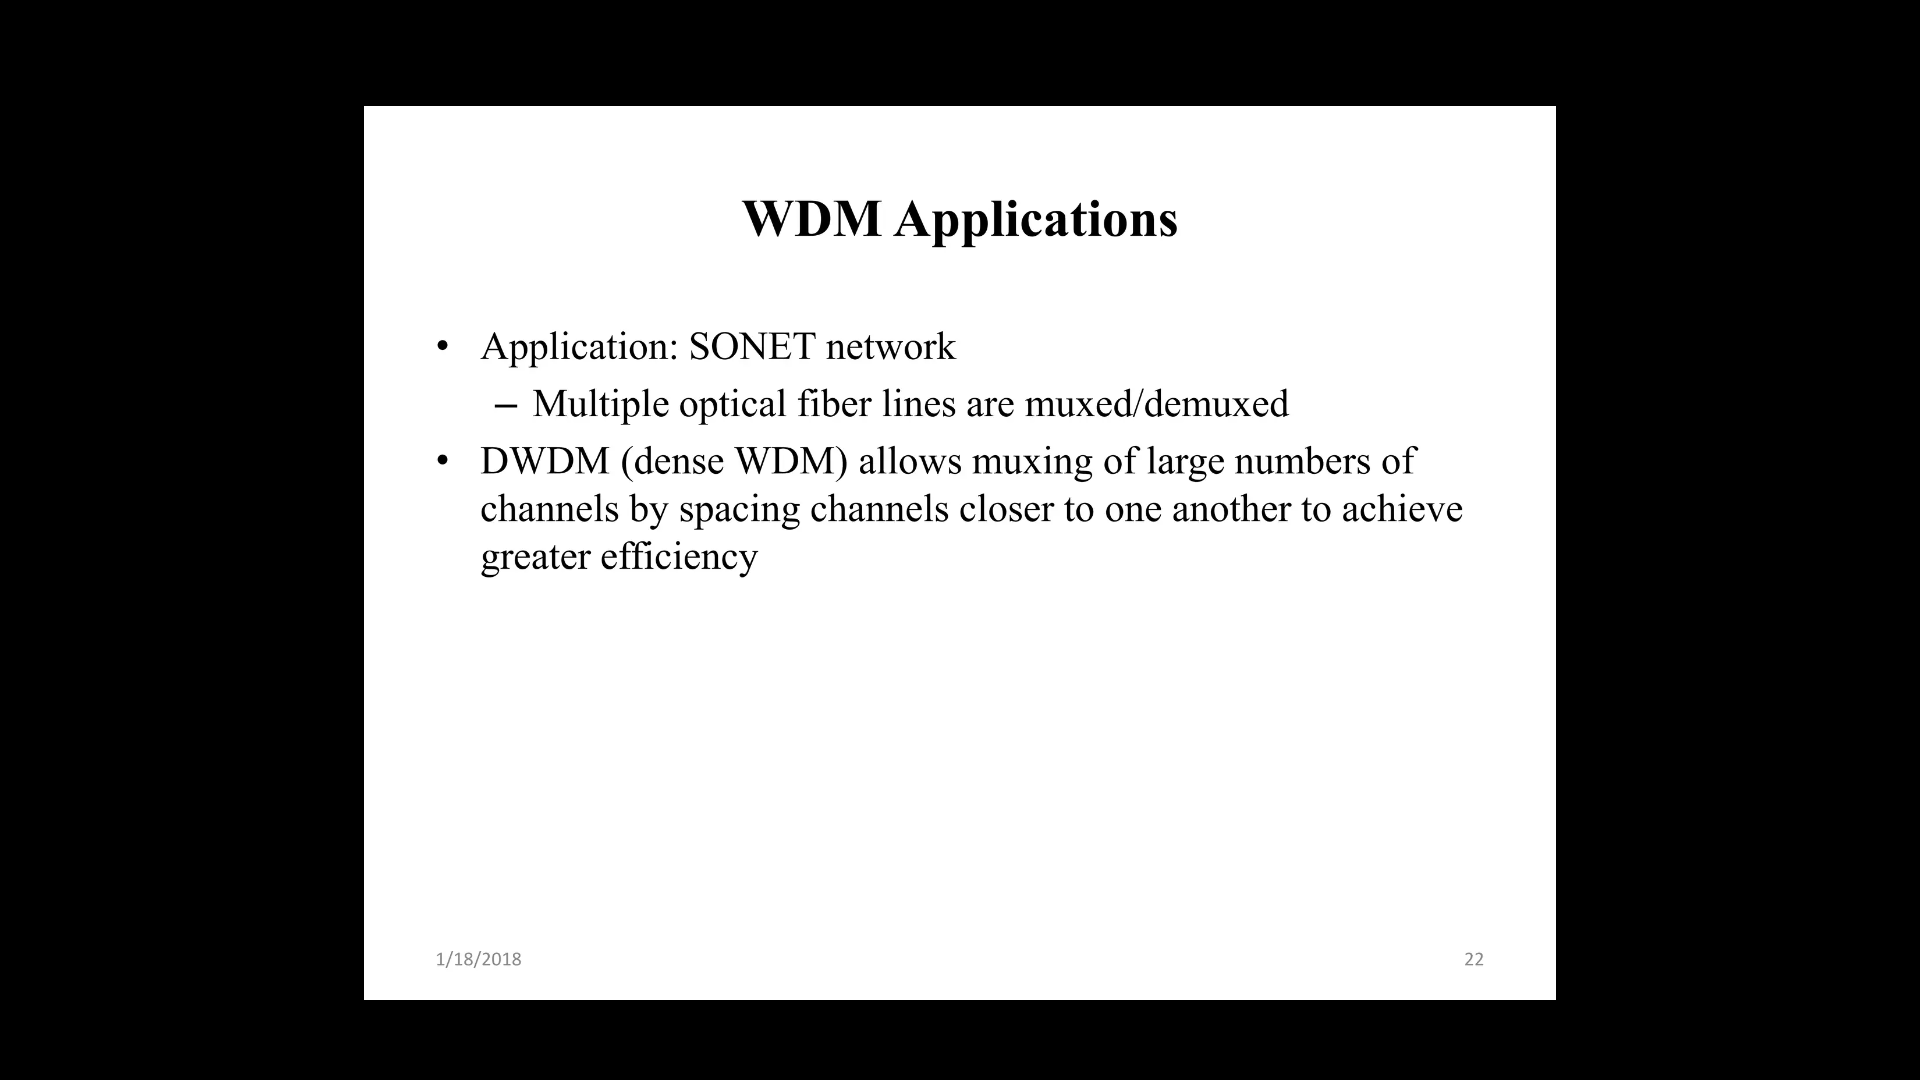 WDM Applications
• Application: SONET network
– Multiple optical fiber lines are muxed/demuxed
• DWDM (dense WDM) allows muxing of large numbers of
channels by spacing channels closer to one another to achieve
greater efficiency
1/18/2018
22